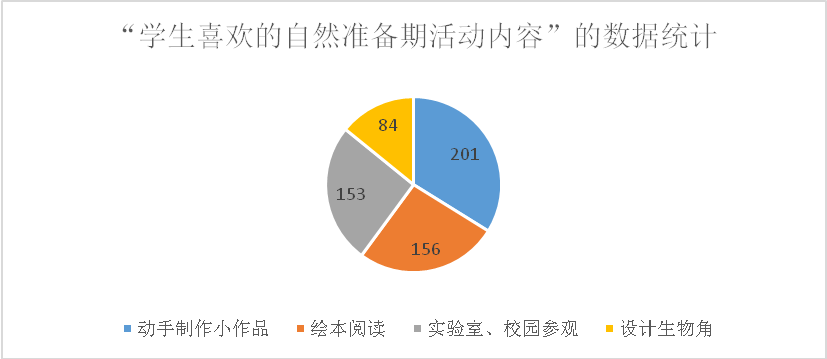 “学生喜欢的自然准备期活动内容”的数据统计
84
201
153
156
动手制作小作品 绘本阅读 实验室、校园参观 设计生物角